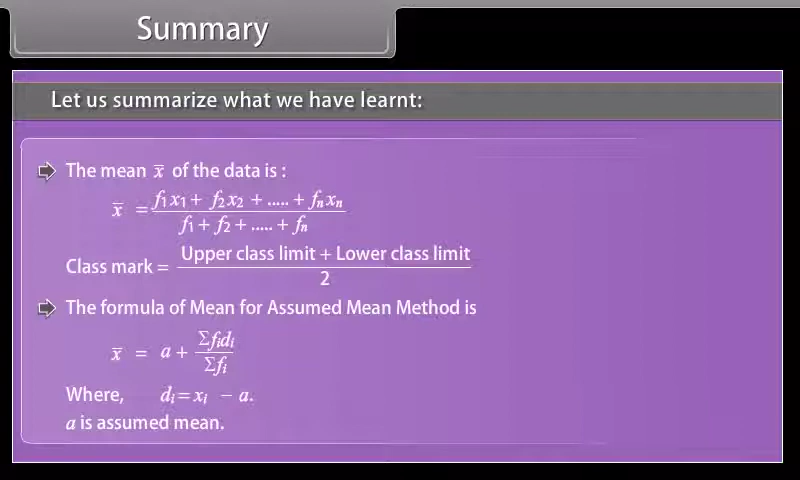 Summary
Let us summarize what we have learnt:
The mean x̄ of the data is :
x̄ = f₁x₁ + f₂x₂ + ..... + fₙxₙ / f₁ + f₂ + ..... + fₙ
Class mark = Upper class limit + Lower class limit / 2
The formula of Mean for Assumed Mean Method is
x̄ = a + Σfᵢdᵢ / Σfᵢ
Where, dᵢ = xᵢ − a.
a is assumed mean.